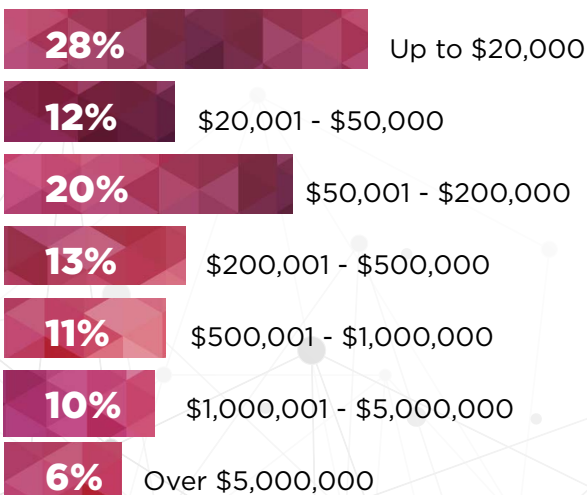 28% Up to $20,000
12% $20,001 - $50,000
20% $50,001 - $200,000
13% $200,001 - $500,000
11% $500,001 - $1,000,000
10% $1,000,001 - $5,000,000
6% Over $5,000,000